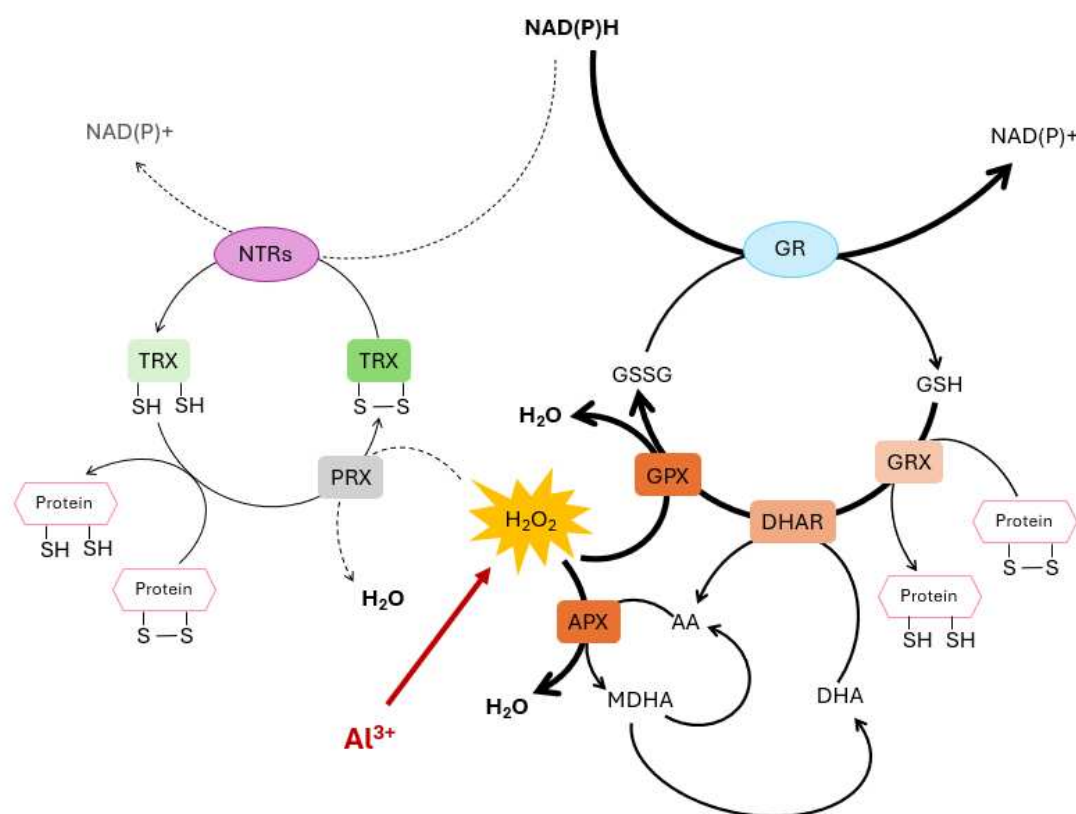 NAD(P)H
NAD(P)+
NAD(P)+
NTRs
GR
TRX
TRX
SH SH
S S
GSSG
GSH
H₂O
PRX
GPX
GRX
Protein
SH SH
H₂O₂
DHAR
Protein
S S
Protein
S S
H₂O
APX
AA
Protein
SH SH
H₂O
MDHA
DHA
Al³⁺